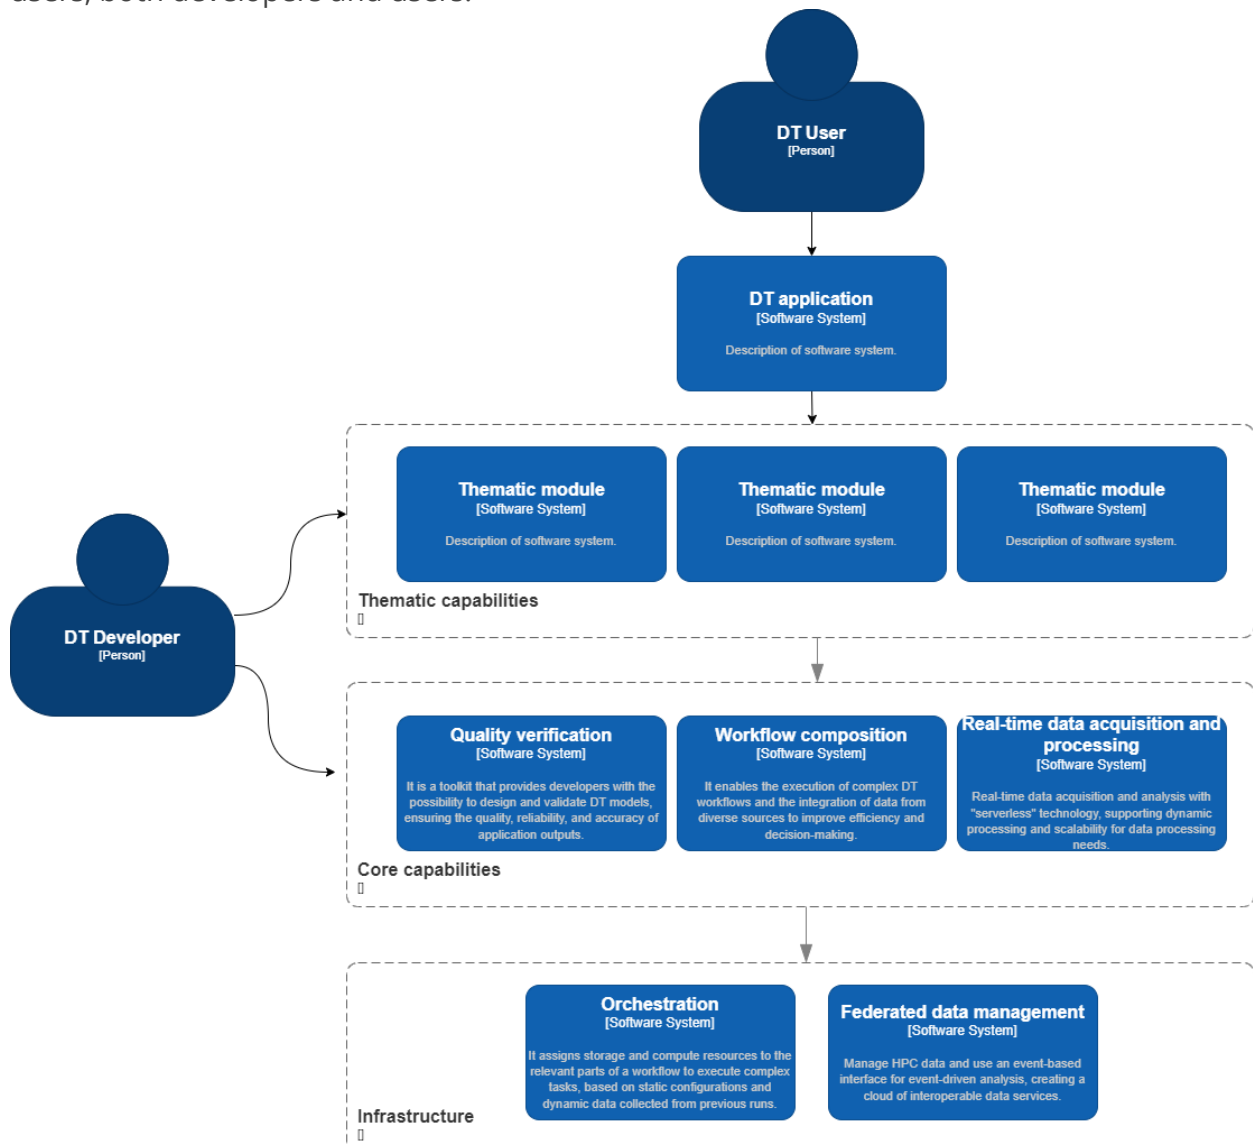 users, both developers and users.
DT User
[Person]
DT application
[Software System]
Description of software system.
Thematic module
[Software System]
Description of software system.
Thematic module
[Software System]
Description of software system.
Thematic module
[Software System]
Description of software system.
Thematic capabilities
[]
DT Developer
[Person]
Quality verification
[Software System]
It is a toolkit that provides developers with the
possibility to design and validate DT models,
ensuring the quality, reliability, and accuracy of
application outputs.
Workflow composition
[Software System]
It enables the execution of complex DT
workflows and the integration of data from
diverse sources to improve efficiency and
decision-making.
Real-time data acquisition and
processing
[Software System]
Real-time data acquisition and analysis with
"serverless" technology, supporting dynamic
processing and scalability for data processing
needs.
Core capabilities
[]
Orchestration
[Software System]
It assigns storage and compute resources to the
relevant parts of a workflow to execute complex
tasks, based on static configurations and
dynamic data collected from previous runs.
Federated data management
[Software System]
Manage HPC data and use an event-based
interface for event-driven analysis, creating a
cloud of interoperable data services.
Infrastructure
[]